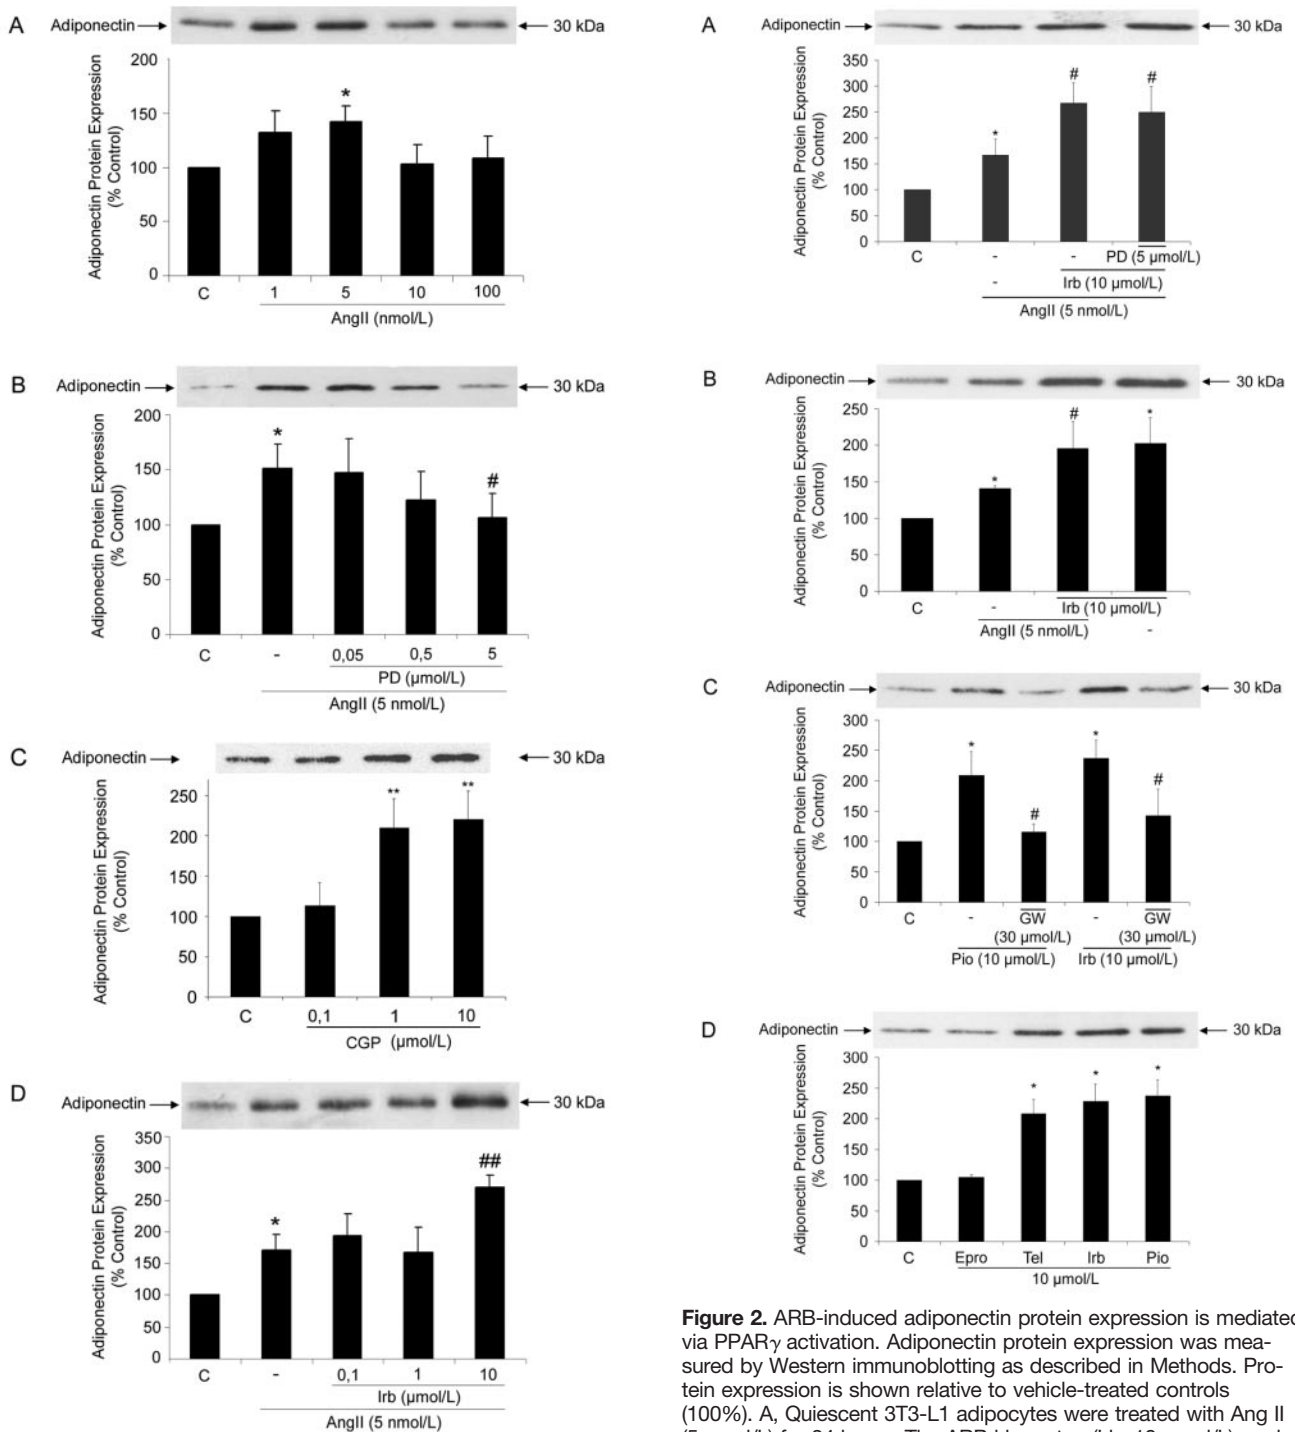 A
Adiponectin
30 kDa
Adiponectin Protein Expression
(% Control)
200
150
100
50
0
C
1
5
10
100
*
AngII (nmol/L)
B
Adiponectin
30 kDa
Adiponectin Protein Expression
(% Control)
200
150
100
50
0
*
#
C
-
0,05
0,5
5
PD (µmol/L)
AngII (5 nmol/L)
C
Adiponectin
30 kDa
Adiponectin Protein Expression
(% Control)
250
200
150
100
50
0
**
**
C
0,1
1
10
CGP (µmol/L)
D
Adiponectin
30 kDa
Adiponectin Protein Expression
(% Control)
350
300
250
200
150
100
50
0
*
##
C
-
0,1
1
10
Irb (µmol/L)
AngII (5 nmol/L)
A
Adiponectin
30 kDa
Adiponectin Protein Expression
(% Control)
350
300
250
200
150
100
50
0
*
#
#
C
-
-
PD (5 µmol/L)
-
Irb (10 µmol/L)
AngII (5 nmol/L)
B
Adiponectin
30 kDa
Adiponectin Protein Expression
(% Control)
250
200
150
100
50
0
*
#
*
C
-
Irb (10 µmol/L)
AngII (5 nmol/L)
-
C
Adiponectin
30 kDa
Adiponectin Protein Expression
(% Control)
300
250
200
150
100
50
0
*
#
*
#
C
-
GW
-
GW
(30 µmol/L)
(30 µmol/L)
Pio (10 µmol/L)
Irb (10 µmol/L)
D
Adiponectin
30 kDa
Adiponectin Protein Expression
(% Control)
300
250
200
150
100
50
0
*
*
*
C
Epro
Tel
Irb
Pio
10 µmol/L
Figure 2. ARB-induced adiponectin protein expression is mediated
via PPARγ activation. Adiponectin protein expression was mea-
sured by Western immunoblotting as described in Methods. Pro-
tein expression is shown relative to vehicle-treated controls
(100%). A, Quiescent 3T3-L1 adipocytes were treated with Ang II